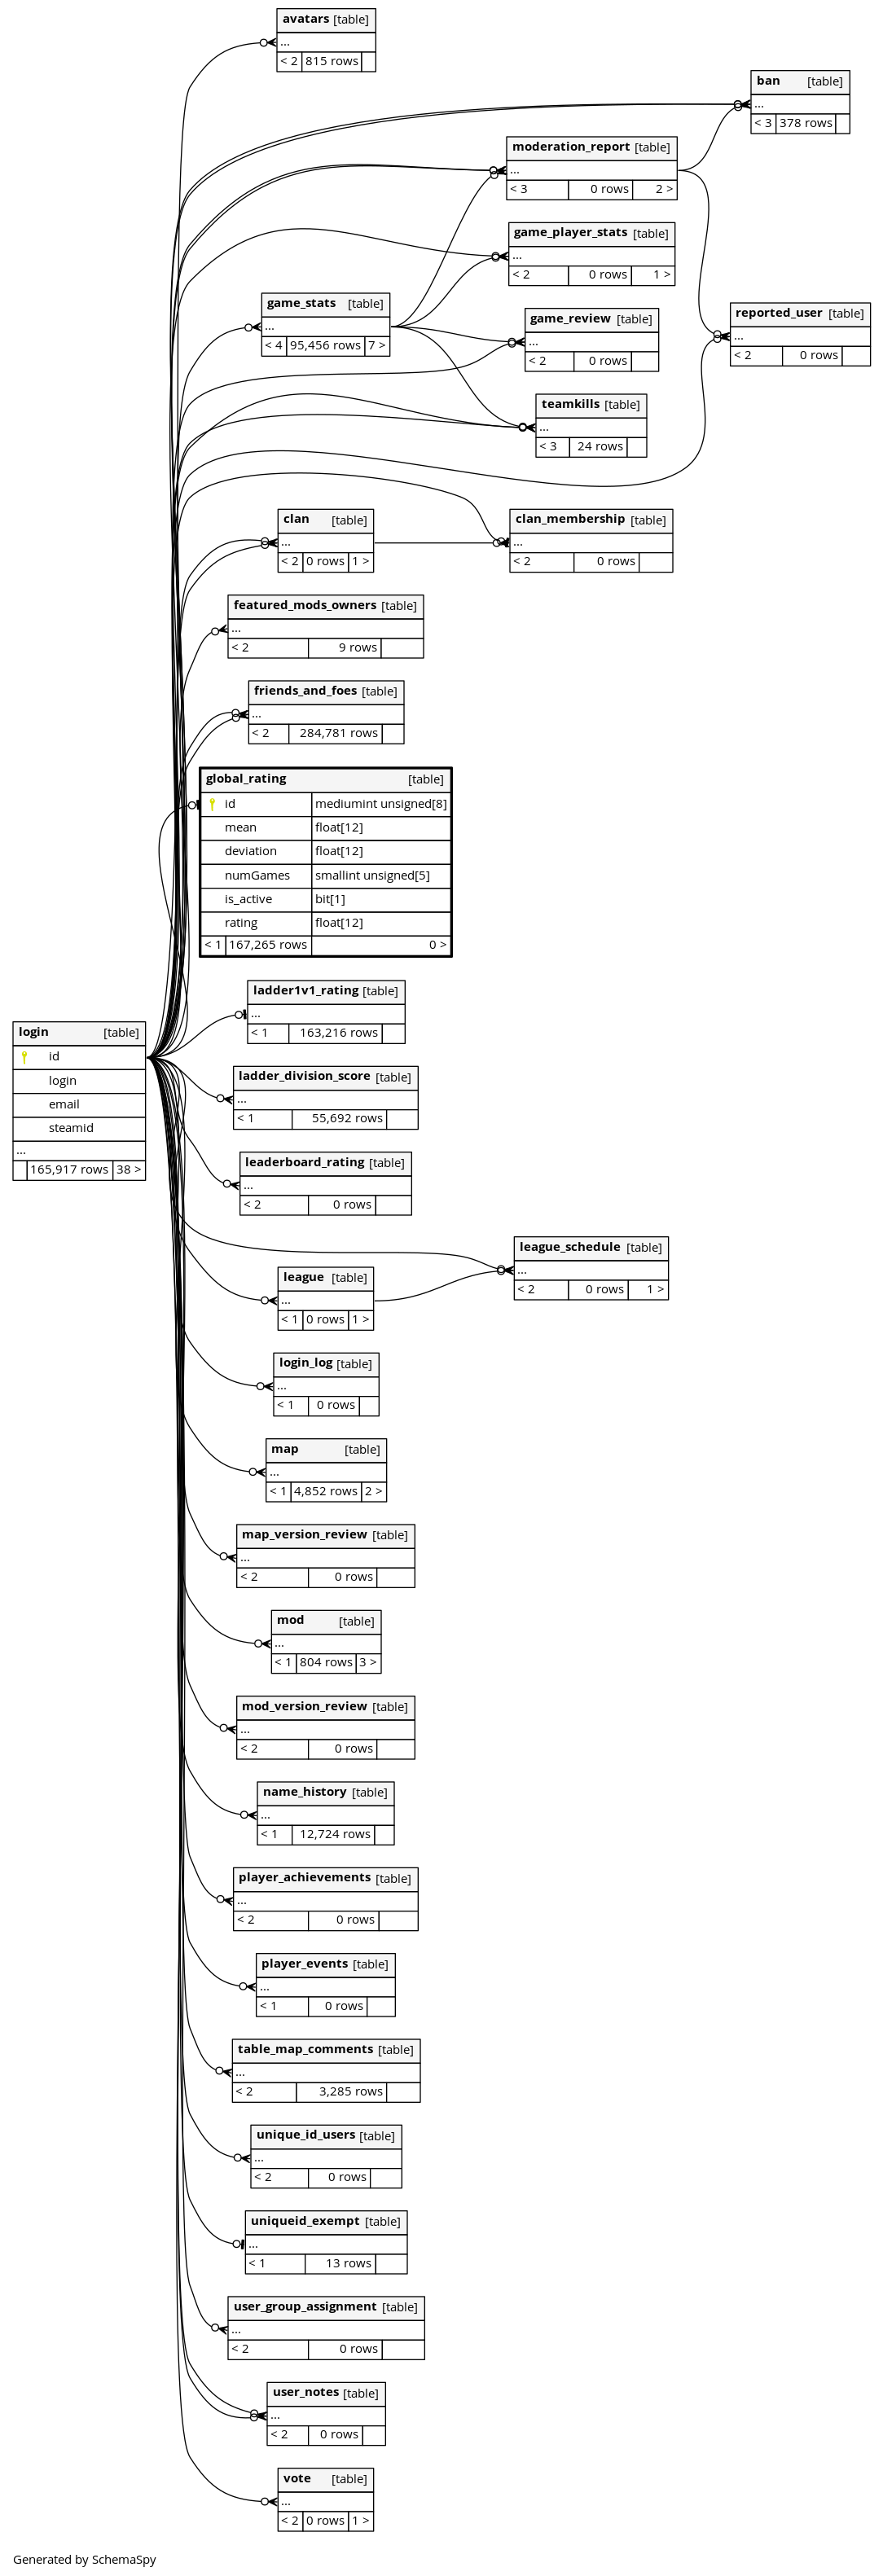 avatars [table]
...
< 2 815 rows
ban [table]
...
< 3 378 rows
moderation_report [table]
...
< 3 0 rows 2 >
game_player_stats [table]
...
< 2 0 rows 1 >
game_stats [table]
...
< 4 95,456 rows 7 >
reported_user [table]
...
< 2 0 rows
game_review [table]
...
< 2 0 rows
teamkills [table]
...
< 3 24 rows
clan [table]
...
< 2 0 rows 1 >
clan_membership [table]
...
< 2 0 rows
featured_mods_owners [table]
...
< 2 9 rows
friends_and_foes [table]
...
< 2 284,781 rows
global_rating [table]
id mediumint unsigned[8]
mean float[12]
deviation float[12]
numGames smallint unsigned[5]
is_active bit[1]
rating float[12]
< 1 167,265 rows 0 >
ladder1v1_rating [table]
...
< 1 163,216 rows
login [table]
id
login
email
steamid
...
165,917 rows 38 >
ladder_division_score [table]
...
< 1 55,692 rows
leaderboard_rating [table]
...
< 2 0 rows
league_schedule [table]
...
< 2 0 rows 1 >
league [table]
...
< 1 0 rows 1 >
login_log [table]
...
< 1 0 rows
map [table]
...
< 1 4,852 rows 2 >
map_version_review [table]
...
< 2 0 rows
mod [table]
...
< 1 804 rows 3 >
mod_version_review [table]
...
< 2 0 rows
name_history [table]
...
< 1 12,724 rows
player_achievements [table]
...
< 2 0 rows
player_events [table]
...
< 1 0 rows
table_map_comments [table]
...
< 2 3,285 rows
unique_id_users [table]
...
< 2 0 rows
uniqueid_exempt [table]
...
< 1 13 rows
user_group_assignment [table]
...
< 2 0 rows
user_notes [table]
...
< 2 0 rows
vote [table]
...
< 2 0 rows 1 >
Generated by SchemaSpy